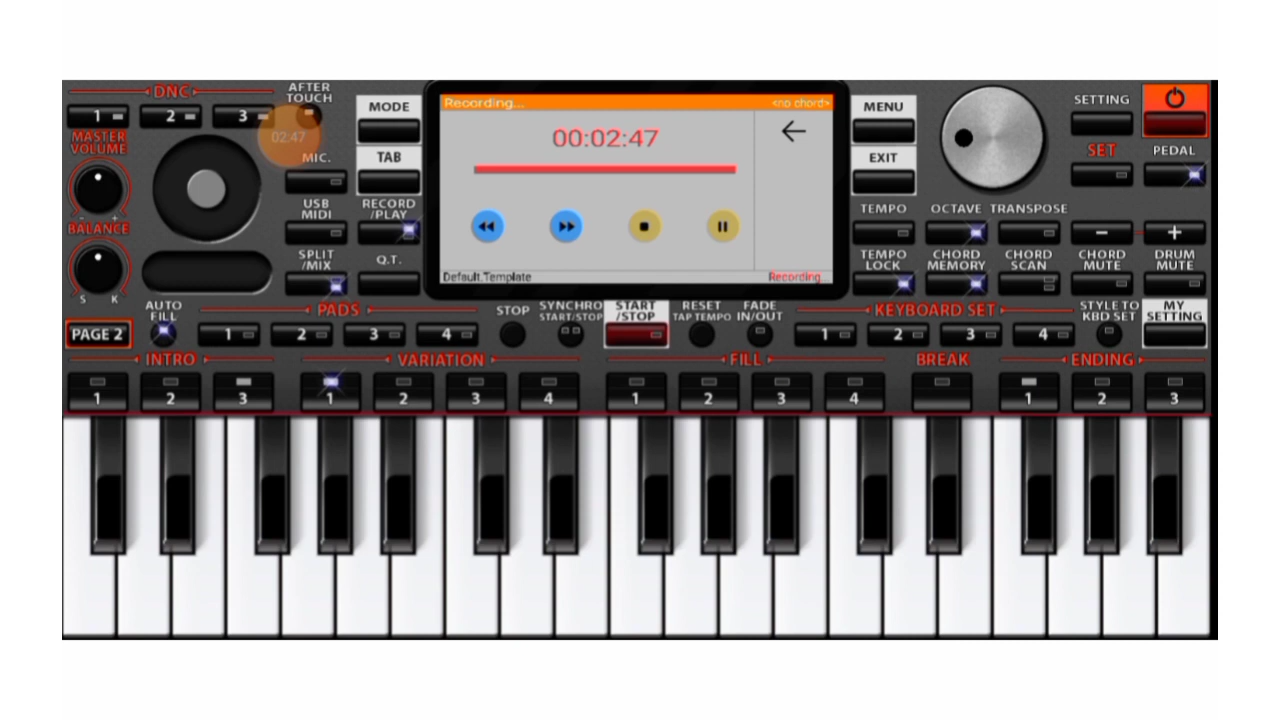 DNC
AFTER
TOUCH
1 2 3
02:47
MASTER
VOLUME
- +
BALANCE
S K
MIC.
USB
MIDI
SPLIT
/MIX
MODE
TAB
RECORD
/PLAY
Q.T.
Recording... <no chord>
00:02:47
Default.Template Recording
MENU
EXIT
SETTING
SET
PEDAL
TEMPO OCTAVE TRANSPOSE
- +
TEMPO
LOCK
CHORD
MEMORY
CHORD
SCAN
CHORD
MUTE
DRUM
MUTE
PAGE 2
AUTO
FILL
PADS
1 2 3 4
STOP
SYNCHRO
START/STOP
START
/STOP
RESET
TAP TEMPO
FADE
IN/OUT
KEYBOARD SET
1 2 3 4
STYLE TO
KBD SET
MY
SETTING
INTRO VARIATION FILL BREAK ENDING
1 2 3 1 2 3 4 1 2 3 4 1 2 3